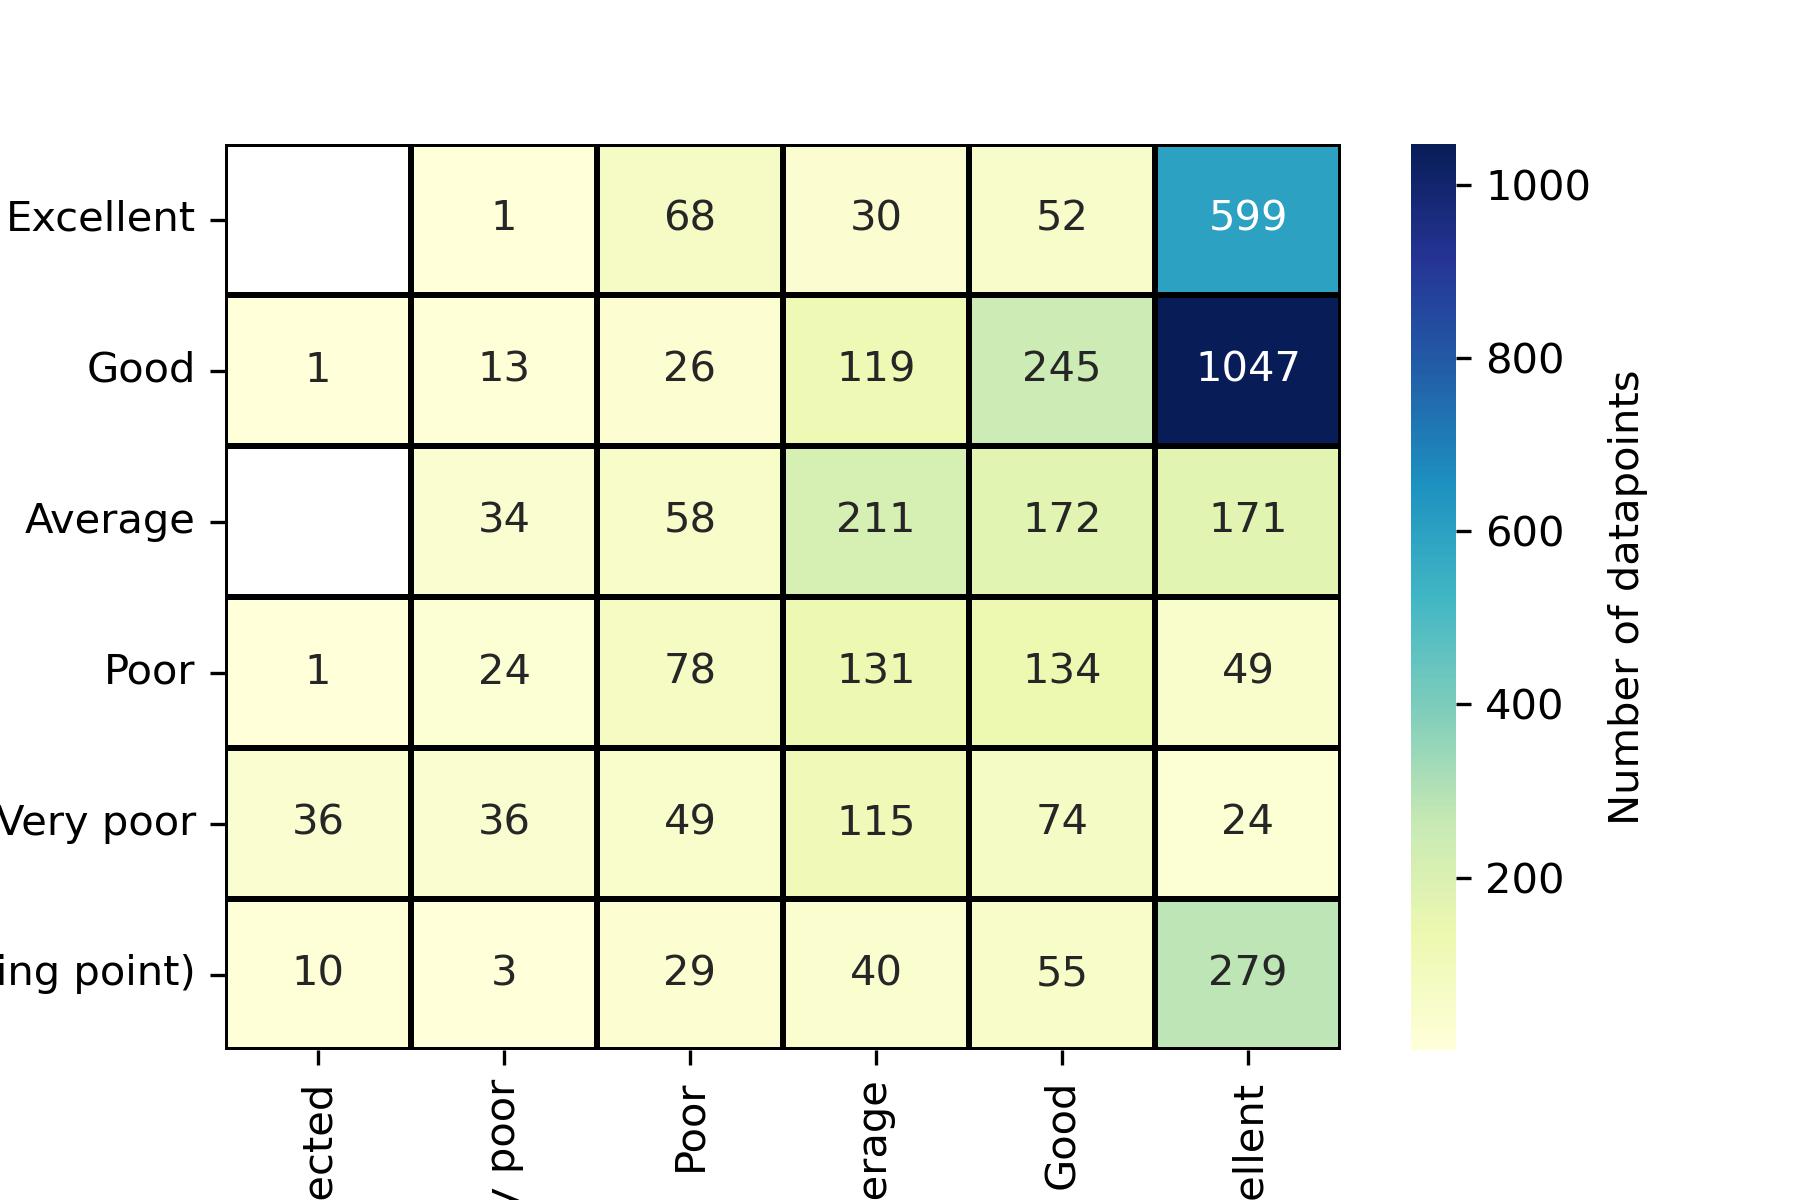 Excellent 1 68 30 52 599
Good 1 13 26 119 245 1047
Average 34 58 211 172 171
Poor 1 24 78 131 134 49
Very poor 36 36 49 115 74 24
ing point) 10 3 29 40 55 279
ected
y poor
Poor
erage
Good
ellent
1000
800
600
400
200
Number of datapoints